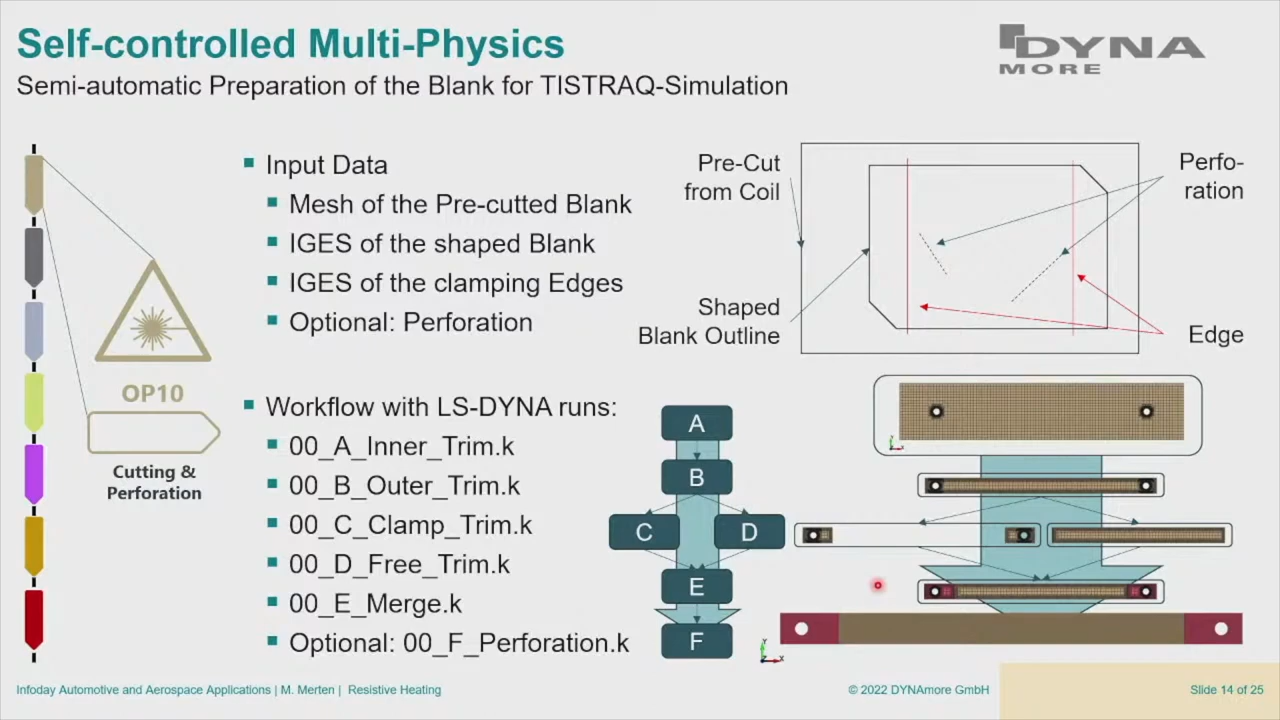 Self-controlled Multi-Physics
Semi-automatic Preparation of the Blank for TISTRAQ-Simulation
DYNA
MORE
Input Data
Mesh of the Pre-cutted Blank
IGES of the shaped Blank
IGES of the clamping Edges
Optional: Perforation
OP10
Cutting &
Perforation
Workflow with LS-DYNA runs:
00_A_Inner_Trim.k
00_B_Outer_Trim.k
00_C_Clamp_Trim.k
00_D_Free_Trim.k
00_E_Merge.k
Optional: 00_F_Perforation.k
Pre-Cut
from Coil
Perfo-
ration
Shaped
Blank Outline
Edge
A
B
C
D
E
F
Infoday Automotive and Aerospace Applications | M. Merten | Resistive Heating
© 2022 DYNAmore GmbH
Slide 14 of 25